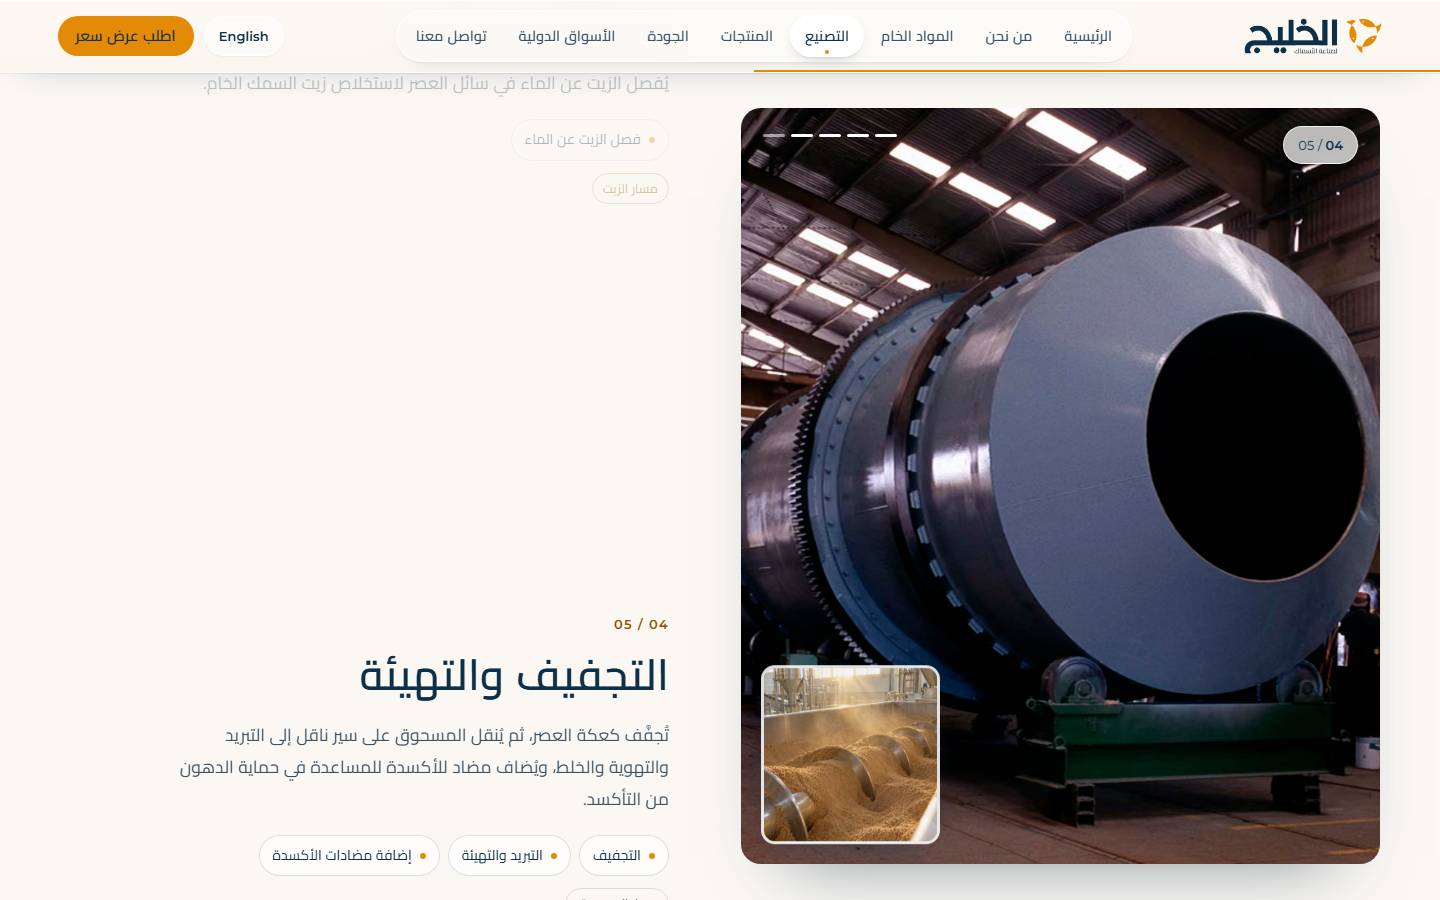 الخليج
الرئيسية
من نحن
المواد الخام
التصنيع
المنتجات
الجودة
الأسواق الدولية
تواصل معنا
English
اطلب عرض سعر
يُفصل الزيت عن الماء في سائل العصر لاستخلاص زيت السمك الخام.
فصل الزيت عن الماء
مسار الزيت
04 / 05
04 / 05
التجفيف والتهيئة
تُجفَّف كعكة العصر، ثم يُنقل المسحوق على سير ناقل إلى التبريد
والتهوية والخلط، ويُضاف مضاد للأكسدة للمساعدة في حماية الدهون
من التأكسد.
التجفيف
التبريد والتهيئة
إضافة مضادات الأكسدة